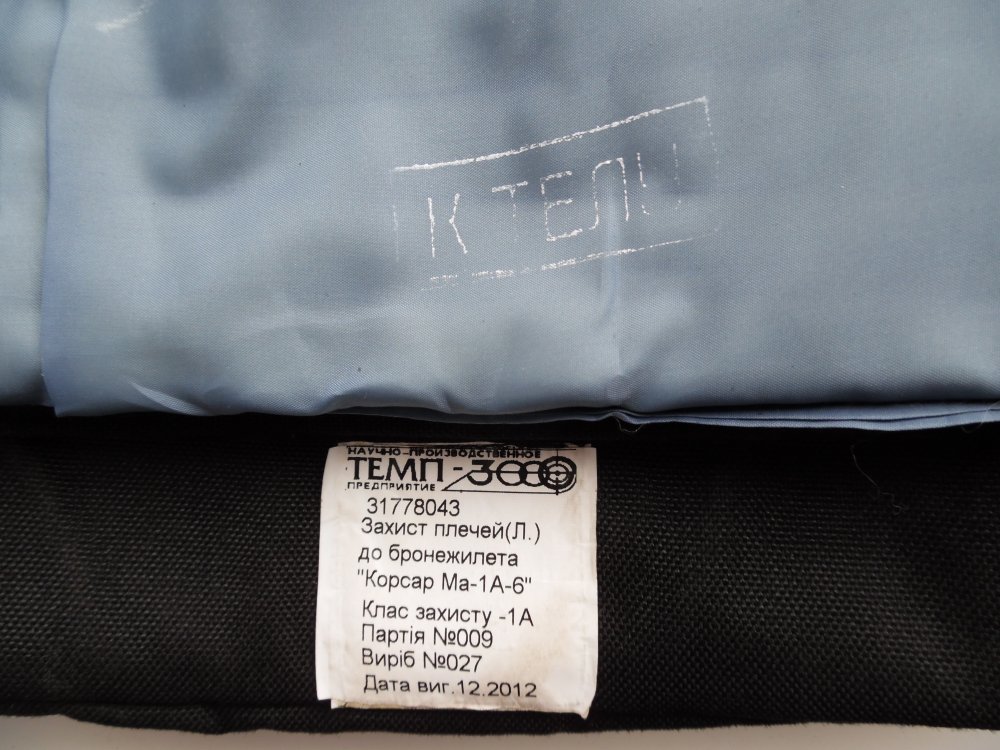 К ТЕЛУ
НАУЧНО-ПРОИЗВОДСТВЕННОЕ
ТЕМП-3000
ПРЕДПРИЯТИЕ
31778043
Захист плечей(Л.)
до бронежилета
"Корсар Ма-1А-6"
Клас захисту -1А
Партія №009
Виріб №027
Дата виг.12.2012